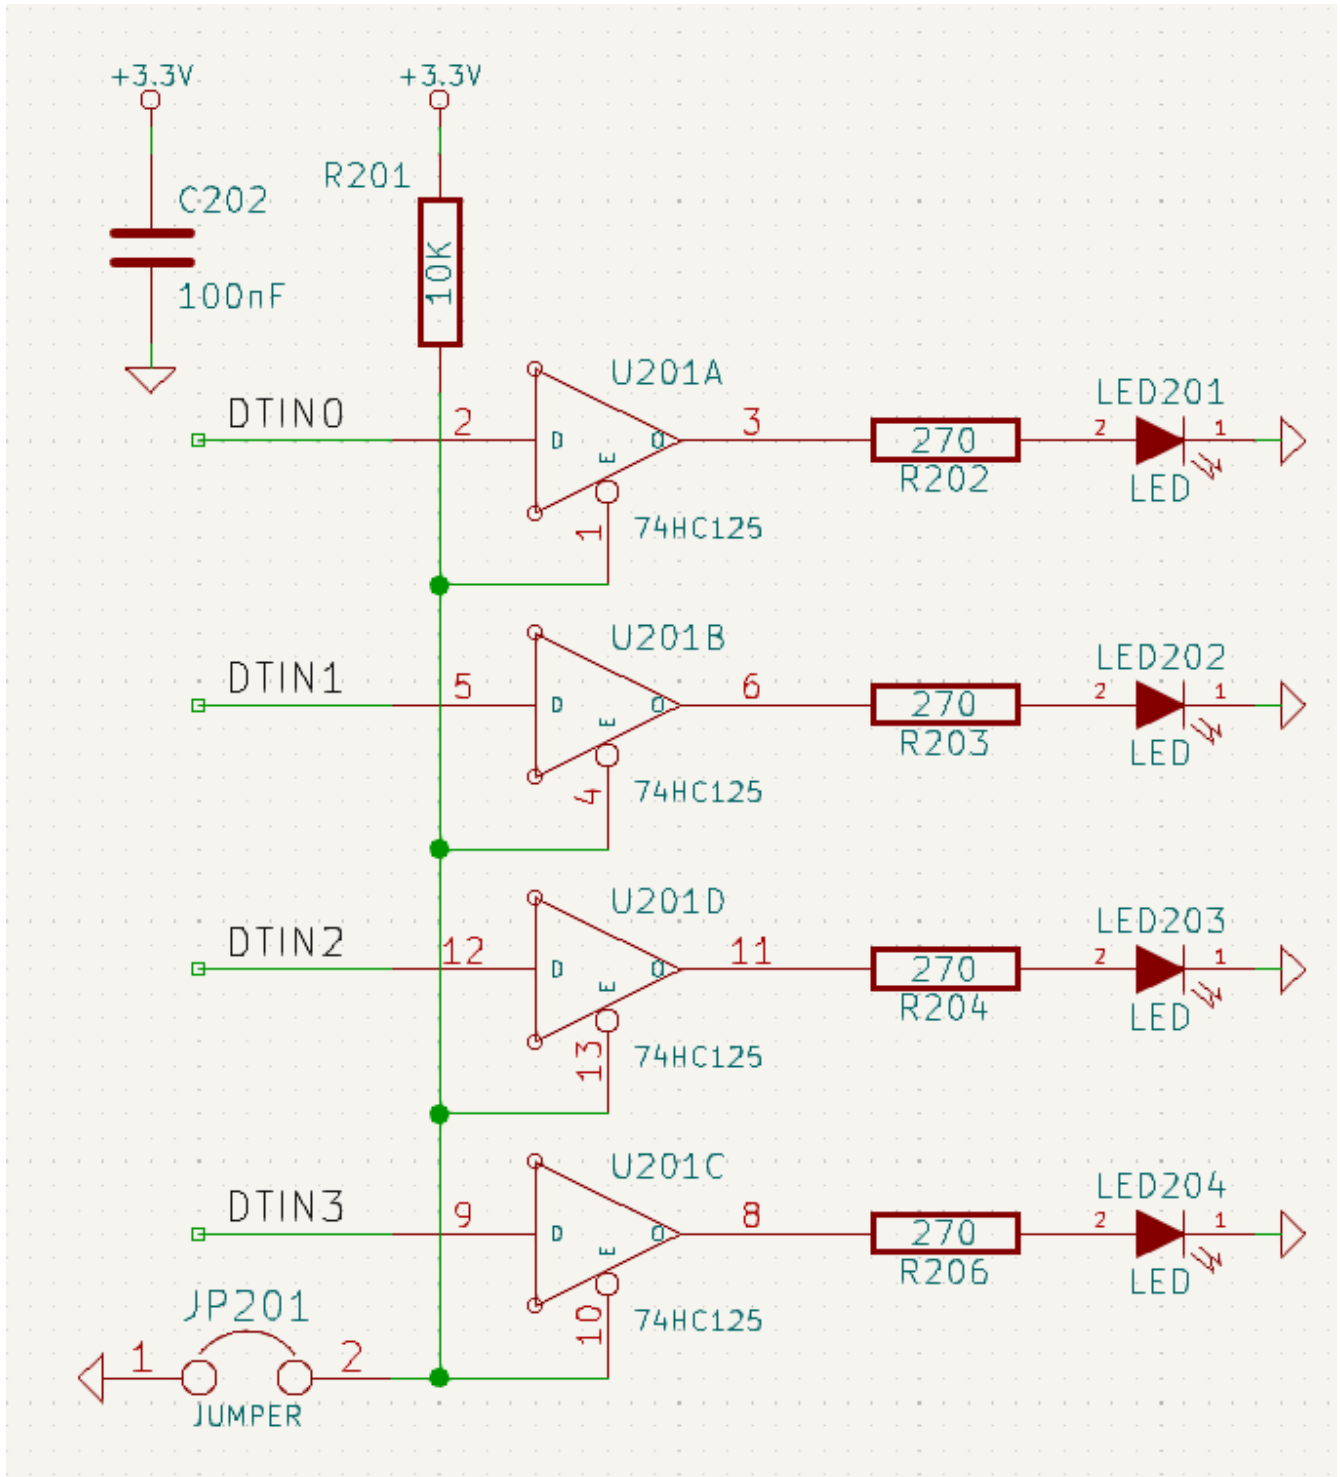 +3.3V
+3.3V
R201
C202
10K
100nF
U201A
LED201
DTIN0
2
D
O
3
270
2
1
E
R202
LED
1
74HC125
U201B
LED202
DTIN1
5
D
O
6
270
2
1
E
R203
LED
4
74HC125
U201D
LED203
DTIN2
12
D
O
11
270
2
1
E
R204
LED
13
74HC125
U201C
LED204
DTIN3
9
D
O
8
270
2
1
E
R206
LED
10
74HC125
JP201
1
2
JUMPER